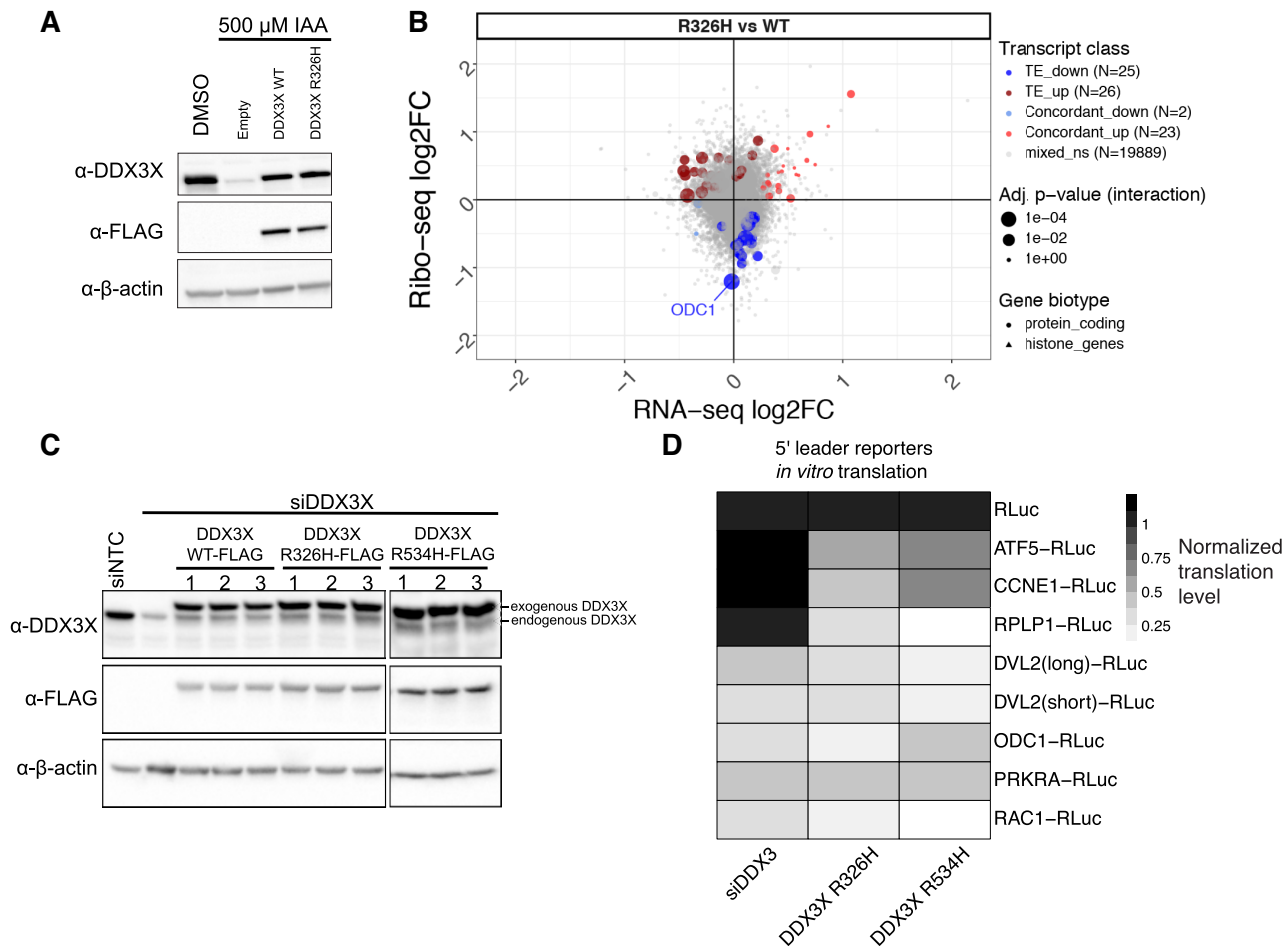 A
500 μM IAA
DMSO
Empty
DDX3X WT
DDX3X R326H
α-DDX3X
α-FLAG
α-β-actin
B
R326H vs WT
Ribo−seq log2FC
2
1
0
−1
−2
ODC1
−2
−1
0
1
2
RNA−seq log2FC
Transcript class
TE_down (N=25)
TE_up (N=26)
Concordant_down (N=2)
Concordant_up (N=23)
mixed_ns (N=19889)
Adj. p−value (interaction)
1e−04
1e−02
1e+00
Gene biotype
protein_coding
histone_genes
C
siDDX3X
siNTC
DDX3X
WT-FLAG
DDX3X
R326H-FLAG
DDX3X
R534H-FLAG
1 2 3 1 2 3 1 2 3
α-DDX3X
exogenous DDX3X
endogenous DDX3X
α-FLAG
α-β-actin
D
5' leader reporters
in vitro translation
RLuc
ATF5−RLuc
CCNE1−RLuc
RPLP1−RLuc
DVL2(long)−RLuc
DVL2(short)−RLuc
ODC1−RLuc
PRKRA−RLuc
RAC1−RLuc
siDDX3
DDX3X R326H
DDX3X R534H
1
0.75
0.5
0.25
Normalized
translation
level